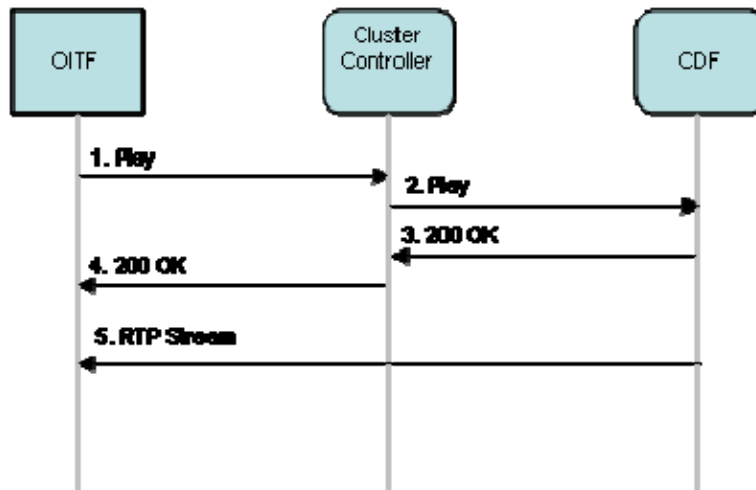 OITF
Cluster
Controller
CDF
1. Play
2. Play
3. 200 OK
4. 200 OK
5. RTP Stream